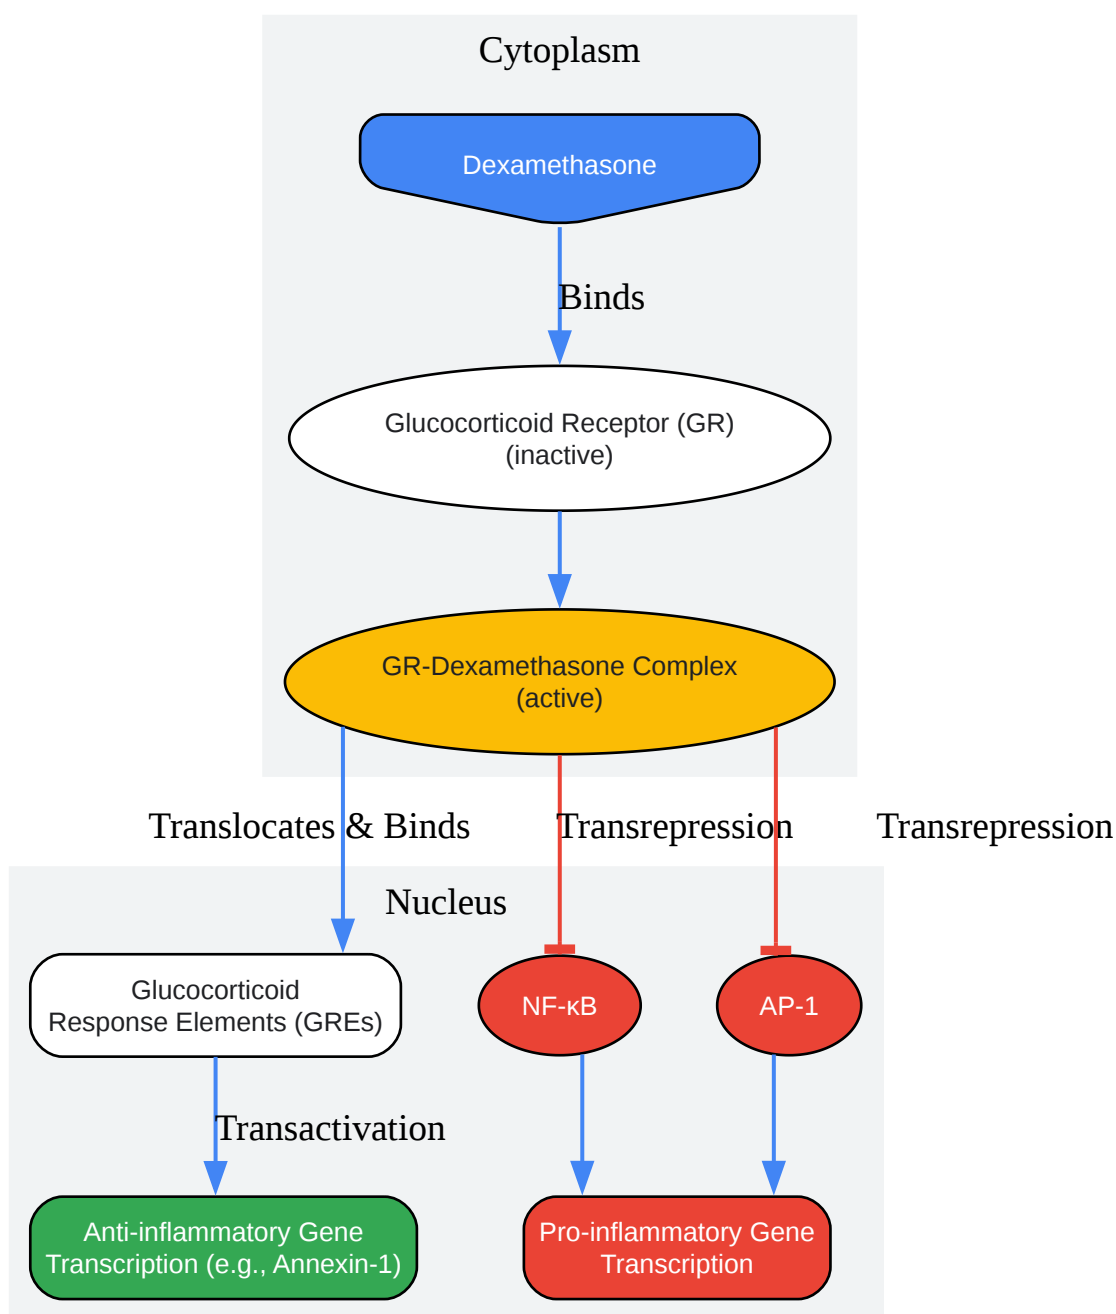 Cytoplasm
Dexamethasone
Binds
Glucocorticoid Receptor (GR)
(inactive)
GR-Dexamethasone Complex
(active)
Translocates & Binds
Transrepression
Transrepression
Nucleus
Glucocorticoid
Response Elements (GREs)
NF-κB
AP-1
Transactivation
Anti-inflammatory Gene
Transcription (e.g., Annexin-1)
Pro-inflammatory Gene
Transcription